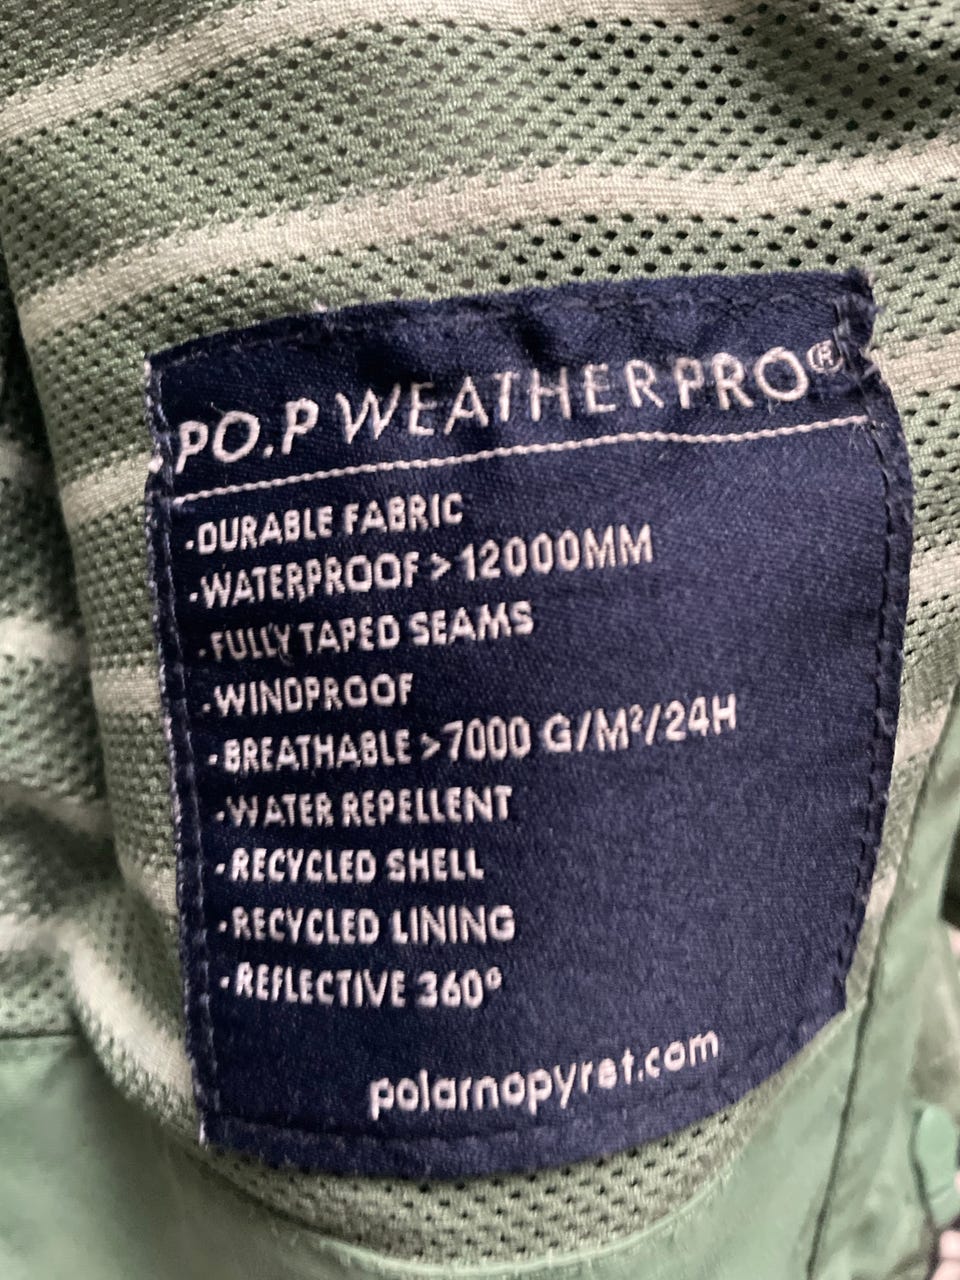 PO.P WEATHERPRO®
·DURABLE FABRIC
·WATERPROOF > 12000MM
·FULLY TAPED SEAMS
·WINDPROOF
·BREATHABLE >7000 G/M²/24H
·WATER REPELLENT
·RECYCLED SHELL
·RECYCLED LINING
·REFLECTIVE 360°
polarnopyret.com